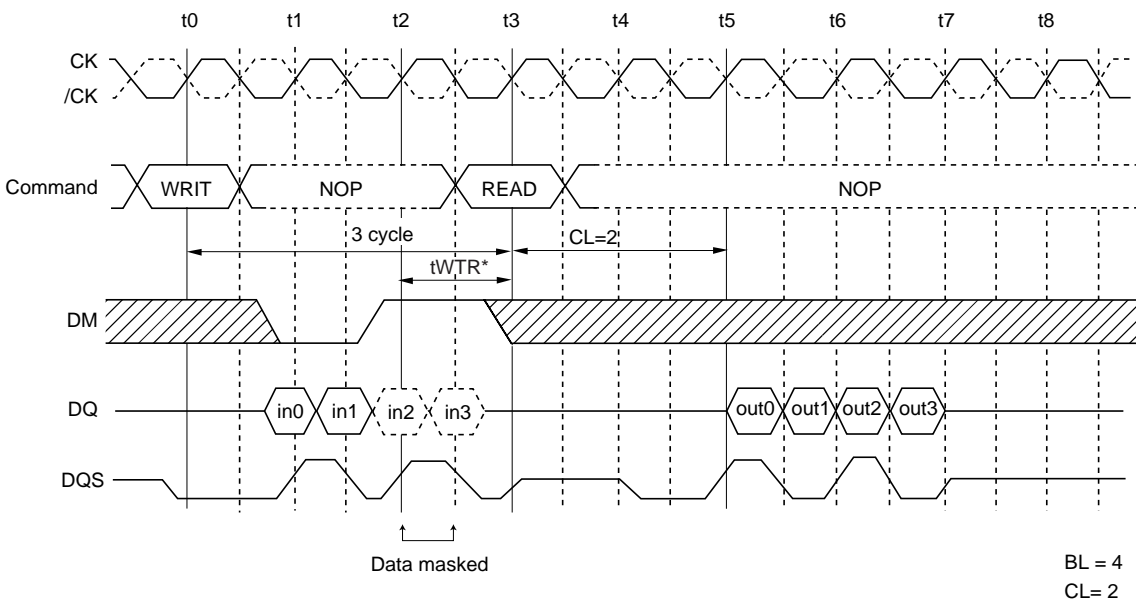 t0 t1 t2 t3 t4 t5 t6 t7 t8
CK
/CK
Command WRIT NOP READ NOP
3 cycle CL=2
tWTR*
DM
DQ in0 in1 in2 in3 out0 out1 out2 out3
DQS
Data masked
BL = 4
CL= 2